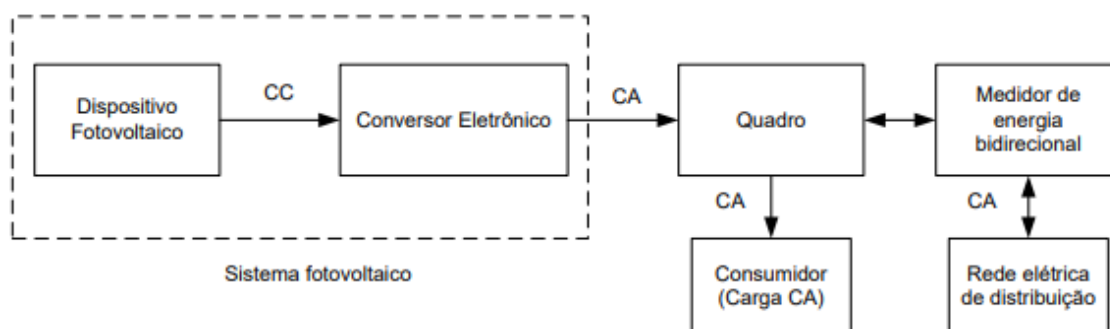 Dispositivo
Fotovoltaico
CC
Conversor Eletrônico
CA
Quadro
Medidor de
energia
bidirecional
CA
CA
Sistema fotovoltaico
Consumidor
(Carga CA)
Rede elétrica
de distribuição